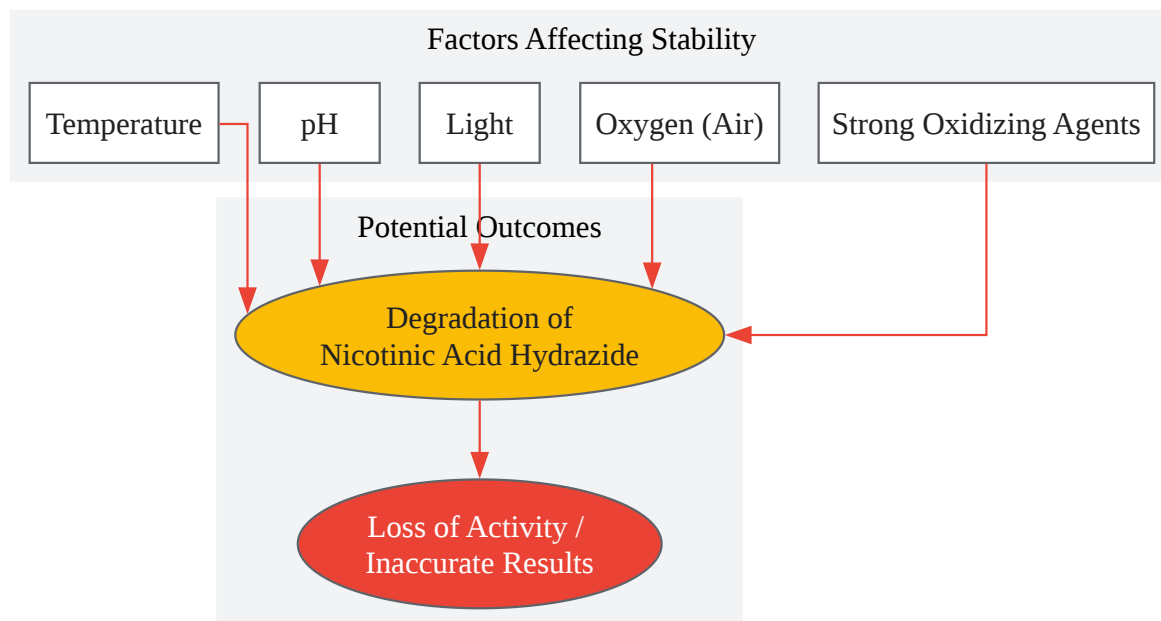 Factors Affecting Stability
Temperature
pH
Light
Oxygen (Air)
Strong Oxidizing Agents
Potential Outcomes
Degradation of
Nicotinic Acid Hydrazide
Loss of Activity /
Inaccurate Results